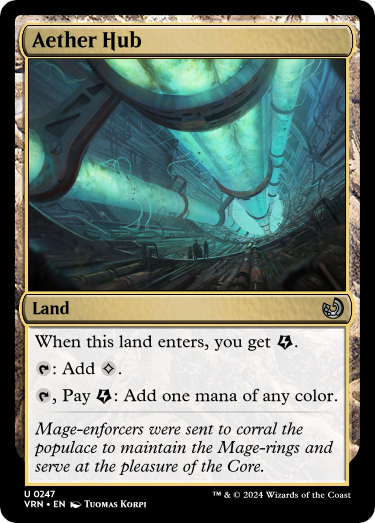 Aether Hub
Land
When this land enters, you get .
: Add .
, Pay : Add one mana of any color.
Mage-enforcers were sent to corral the
populace to maintain the Mage-rings and
serve at the pleasure of the Core.
U 0247
VRN • EN Tuomas Korpi
™ & © 2024 Wizards of the Coast